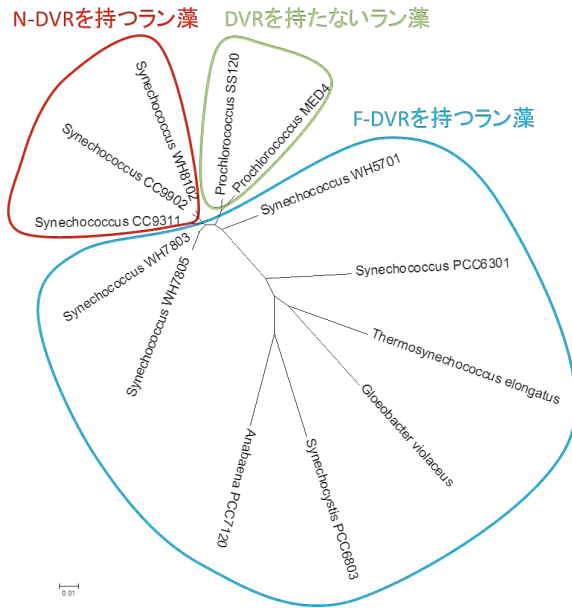 N-DVRを持つラン藻
DVRを持たないラン藻
F-DVRを持つラン藻
Synechococcus WH8102
Synechococcus CC9902
Synechococcus CC9311
Prochlorococcus SS120
Prochlorococcus MED4
Synechococcus WH5701
Synechococcus WH7803
Synechococcus WH7805
Synechococcus PCC6301
Thermosynechococcus elongatus
Gloeobacter violaceus
Synechocystis PCC6803
Anabaena PCC7120
0.01